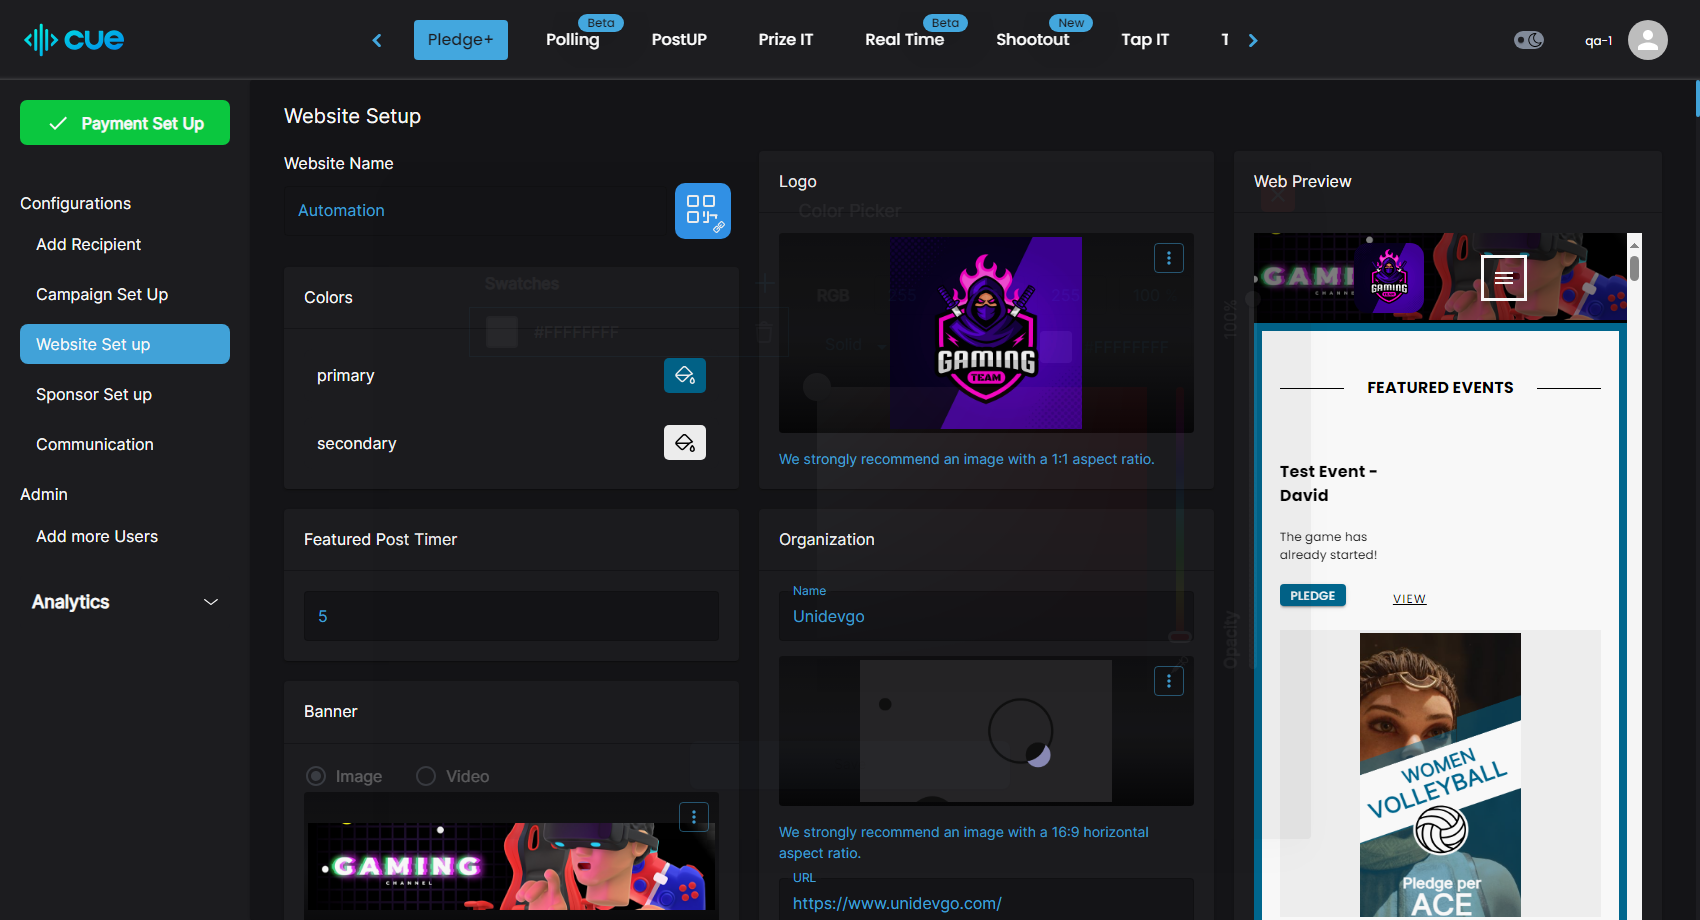 cue
Pledge+
Beta
Polling
PostUP
Prize IT
Beta
Real Time
New
Shootout
Tap IT
T
qa-1
Payment Set Up
Configurations
Add Recipient
Campaign Set Up
Website Set up
Sponsor Set up
Communication
Admin
Add more Users
Analytics
Website Setup
Website Name
Automation
Colors
primary
secondary
Swatches
#FFFFFFFF
Featured Post Timer
5
Banner
Image
Video
GAMING
CHANNEL
Logo
Color Picker
RGB
255
255
100
Solid
FFFFFFFF
100%
Opacity
GAMING
TEAM
We strongly recommend an image with a 1:1 aspect ratio.
Organization
Name
Unidevgo
We strongly recommend an image with a 16:9 horizontal
aspect ratio.
URL
https://www.unidevgo.com/
Web Preview
GAMING
CHANNEL
GAMING
FEATURED EVENTS
Test Event -
David
The game has
already started!
PLEDGE
VIEW
WOMEN
VOLLEYBALL
Pledge per
ACE